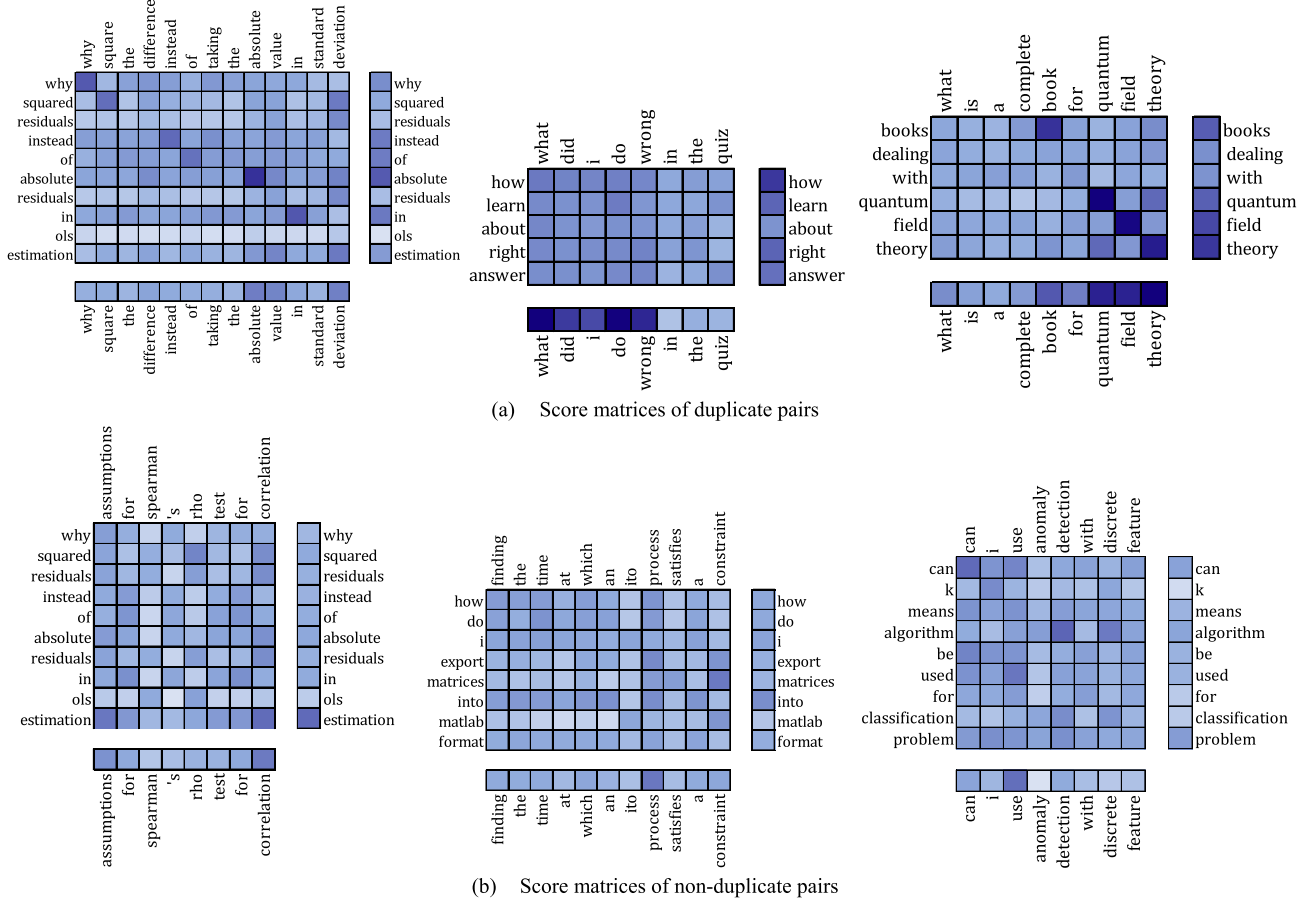 why square the difference instead of taking the absolute value in standard deviation
why why
squared squared
residuals residuals
instead instead
of of
absolute absolute
residuals residuals
in in
ols ols
estimation estimation
why square the difference instead of taking the absolute value in standard deviation
what did i do wrong in the quiz
how how
learn learn
about about
right right
answer answer
what did i do wrong in the quiz
what is a complete book for quantum field theory
books books
dealing dealing
with with
quantum quantum
field field
theory theory
what is a complete book for quantum field theory
(a) Score matrices of duplicate pairs
assumptions for spearman 's rho test for correlation
why why
squared squared
residuals residuals
instead instead
of of
absolute absolute
residuals residuals
in in
ols ols
estimation estimation
assumptions for spearman 's rho test for correlation
finding the time at which an ito process satisfies a constraint
how how
do do
i i
export export
matrices matrices
into into
matlab matlab
format format
finding the time at which an ito process satisfies a constraint
can i use anomaly detection with discrete feature
can can
k k
means means
algorithm algorithm
be be
used used
for for
classification classification
problem problem
can i use anomaly detection with discrete feature
(b) Score matrices of non-duplicate pairs